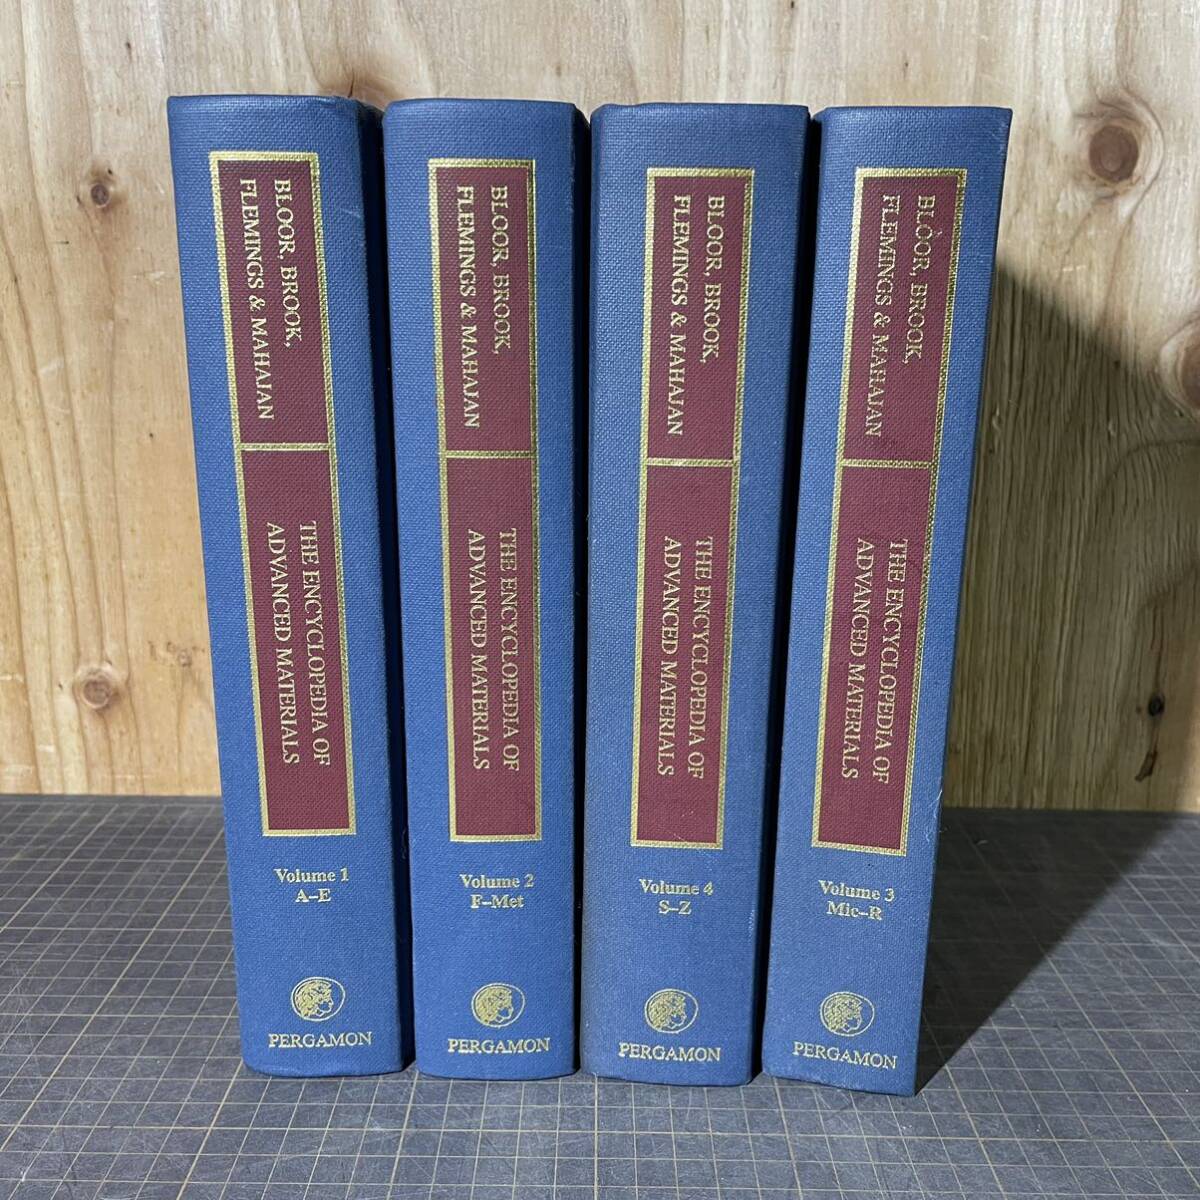 BLOOR, BROOK,
FLEMINGS & MAHAJAN
THE ENCYCLOPEDIA OF
ADVANCED MATERIALS
Volume 1
A–E
PERGAMON
BLOOR, BROOK,
FLEMINGS & MAHAJAN
THE ENCYCLOPEDIA OF
ADVANCED MATERIALS
Volume 2
F–Met
PERGAMON
BLOOR, BROOK,
FLEMINGS & MAHAJAN
THE ENCYCLOPEDIA OF
ADVANCED MATERIALS
Volume 4
S–Z
PERGAMON
BLOOR, BROOK,
FLEMINGS & MAHAJAN
THE ENCYCLOPEDIA OF
ADVANCED MATERIALS
Volume 3
Mic–R
PERGAMON